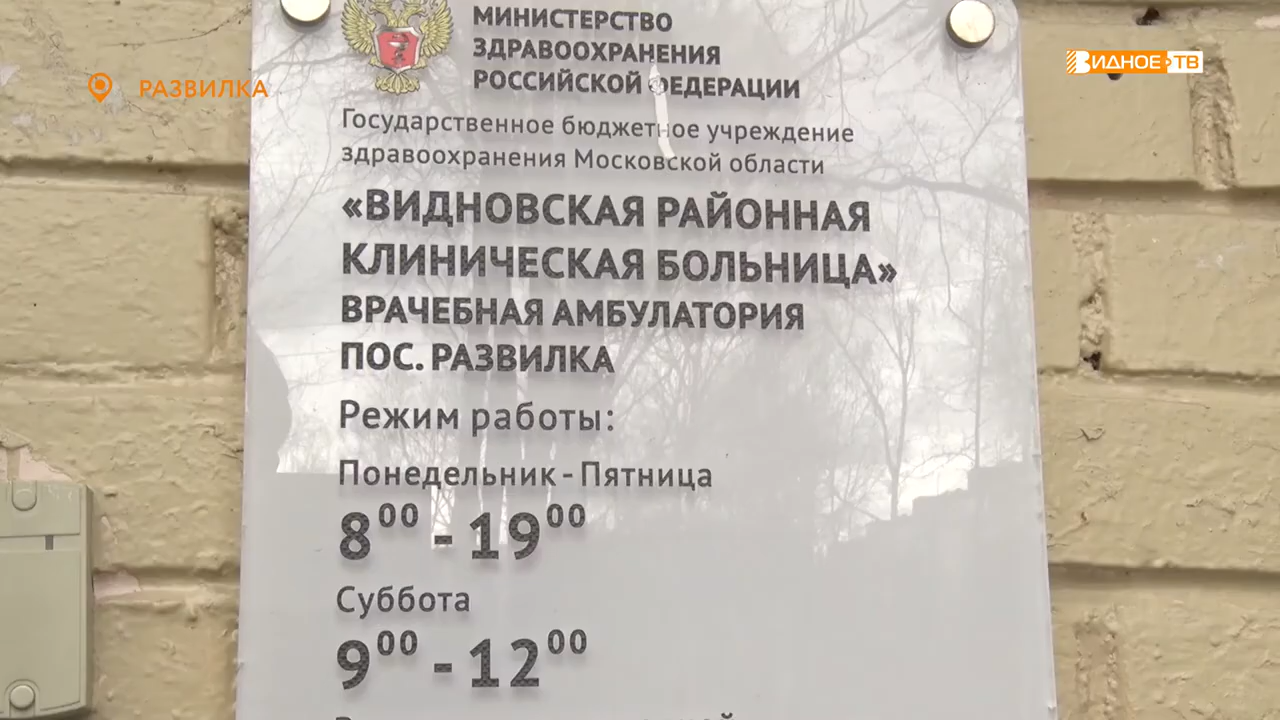 РАЗВИЛКА
ВИДНОЕ-ТВ
МИНИСТЕРСТВО
ЗДРАВООХРАНЕНИЯ
РОССИЙСКОЙ ФЕДЕРАЦИИ
Государственное бюджетное учреждение
здравоохранения Московской области
«ВИДНОВСКАЯ РАЙОННАЯ
КЛИНИЧЕСКАЯ БОЛЬНИЦА»
ВРАЧЕБНАЯ АМБУЛАТОРИЯ
ПОС. РАЗВИЛКА
Режим работы:
Понедельник - Пятница
8⁰⁰ - 19⁰⁰
Суббота
9⁰⁰ - 12⁰⁰